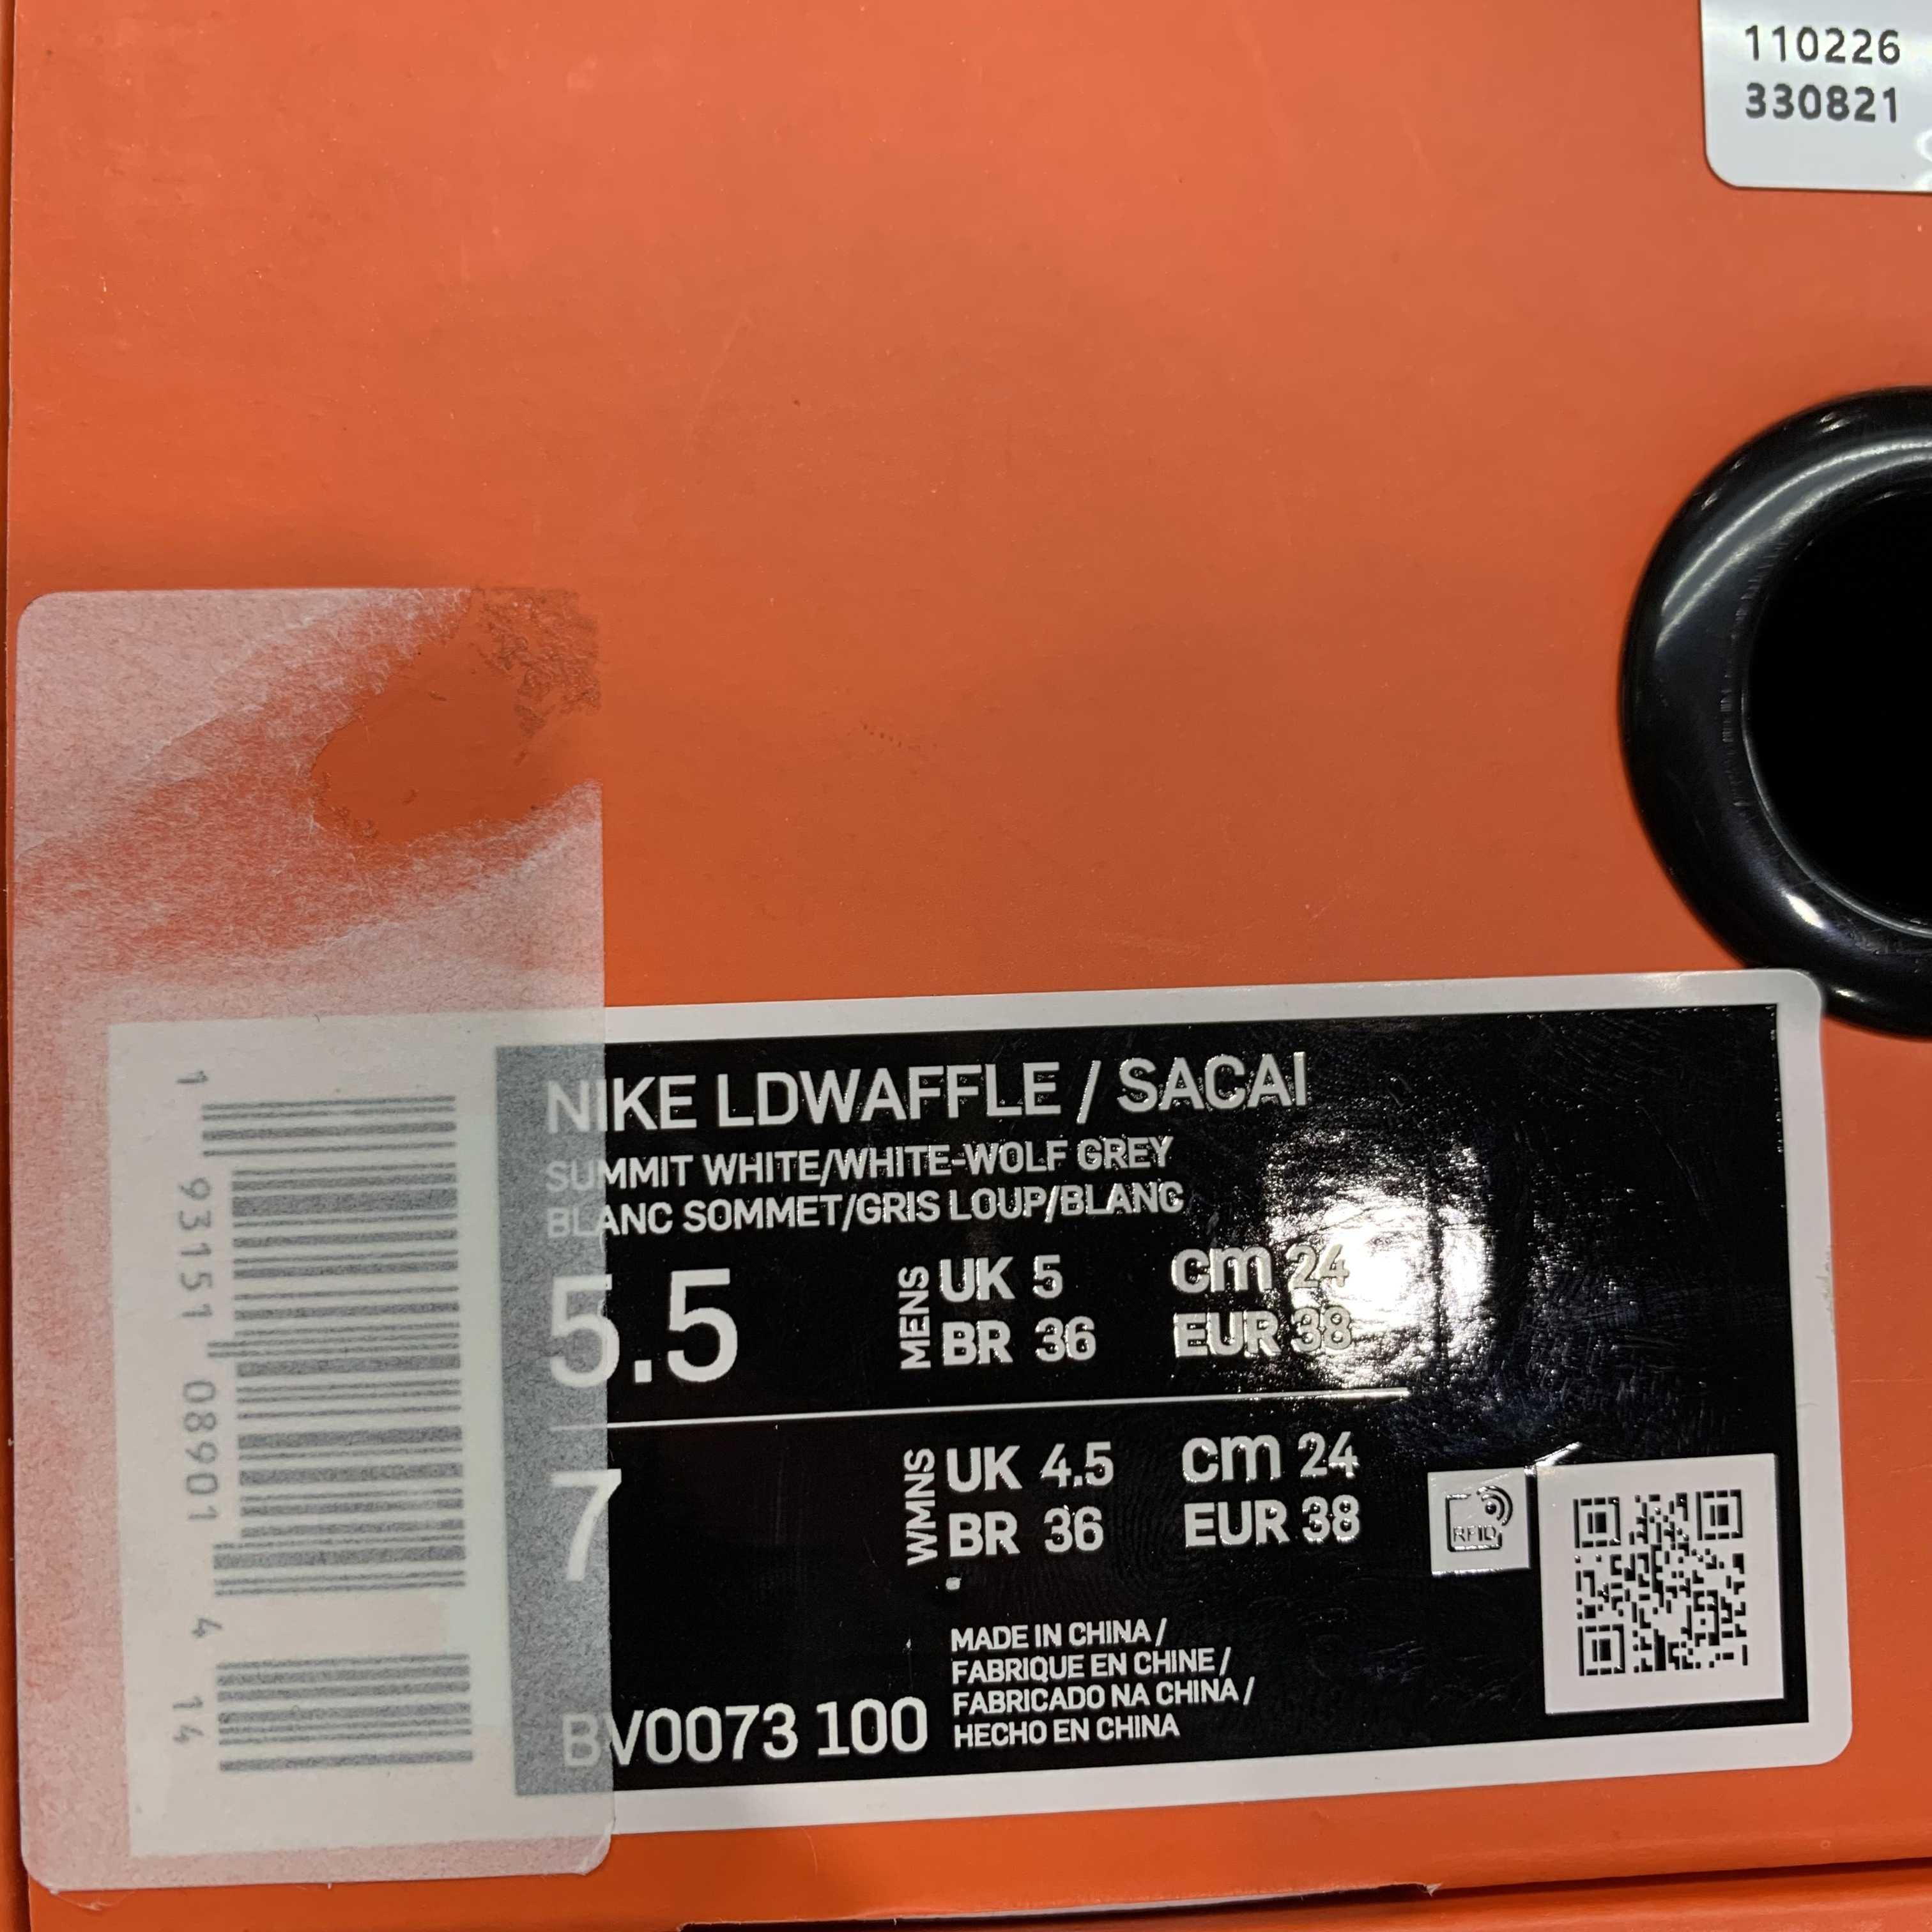 110226
330821
NIKE LDWAFFLE / SACAI
SUMMIT WHITE/WHITE-WOLF GREY
BLANC SOMMET/GRIS LOUP/BLANC
5.5
MENS
UK 5
cm 24
BR 36
EUR 38
7
WMNS
UK 4.5
cm 24
BR 36
EUR 38
RFID
MADE IN CHINA /
FABRIQUE EN CHINE /
FABRICADO NA CHINA /
HECHO EN CHINA
BV0073 100
1 93151 08901 4 14